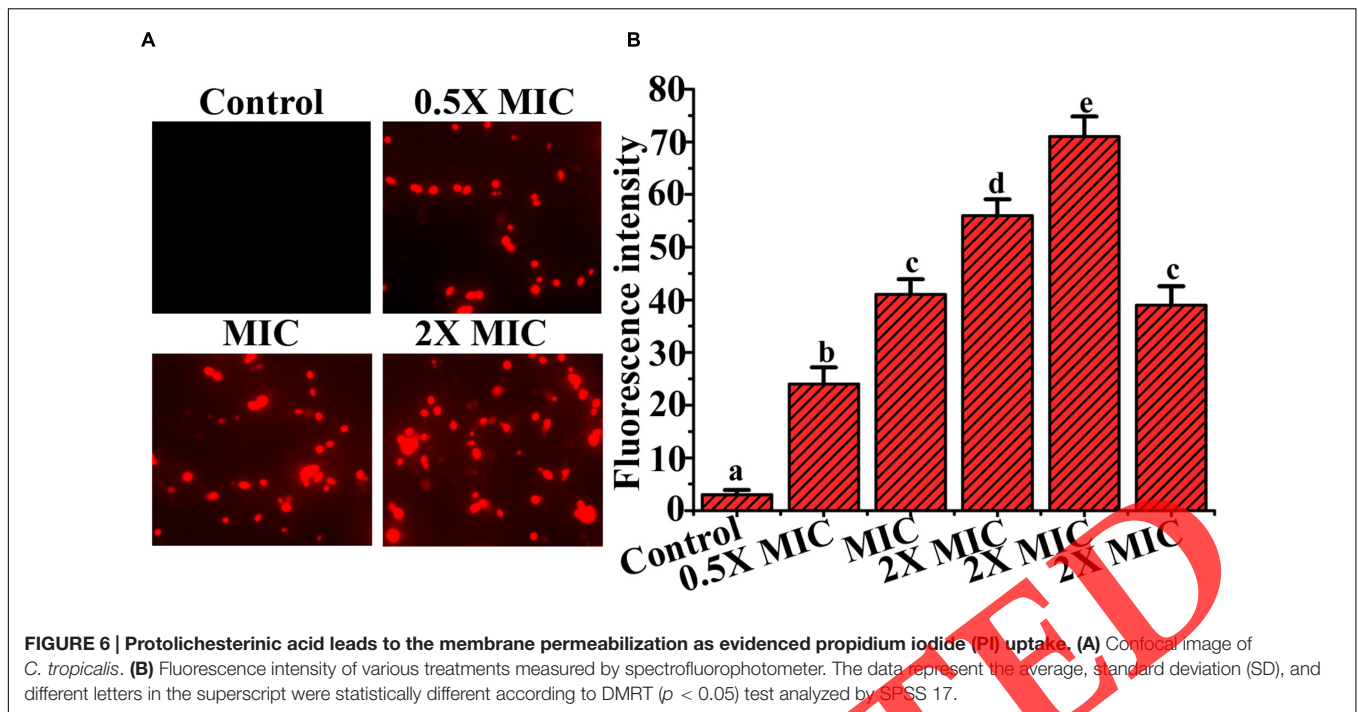 A
B
Control
0.5X MIC
MIC
2X MIC
Fluorescence intensity
80
70
60
50
40
30
20
10
0
a
b
c
d
e
c
Control
0.5X MIC
MIC
2X MIC
2X MIC
2X MIC
FIGURE 6 | Protolichesterinic acid leads to the membrane permeabilization as evidenced propidium iodide (PI) uptake. (A) Confocal image of
C. tropicalis. (B) Fluorescence intensity of various treatments measured by spectrofluorophotometer. The data represent the average, standard deviation (SD), and
different letters in the superscript were statistically different according to DMRT (p < 0.05) test analyzed by SPSS 17.
TED